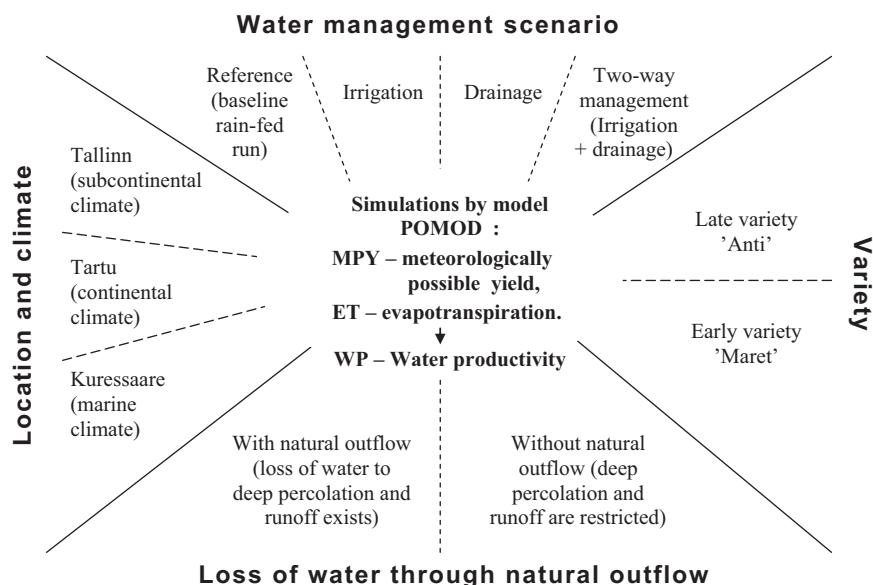 Water management scenario
Reference
(baseline
rain-fed
run)
Irrigation
Drainage
Two-way
management
(Irrigation
+ drainage)
Location and climate
Tallinn
(subcontinental
climate)
Tartu
(continental
climate)
Kuressaare
(marine
climate)
Simulations by model
POMOD :
MPY – meteorologically
possible yield,
ET – evapotranspiration.
WP – Water productivity
Late variety
’Anti’
Early variety
’Maret’
Variety
With natural outflow
(loss of water to
deep percolation and
runoff exists)
Without natural
outflow (deep
percolation and
runoff are restricted)
Loss of water through natural outflow